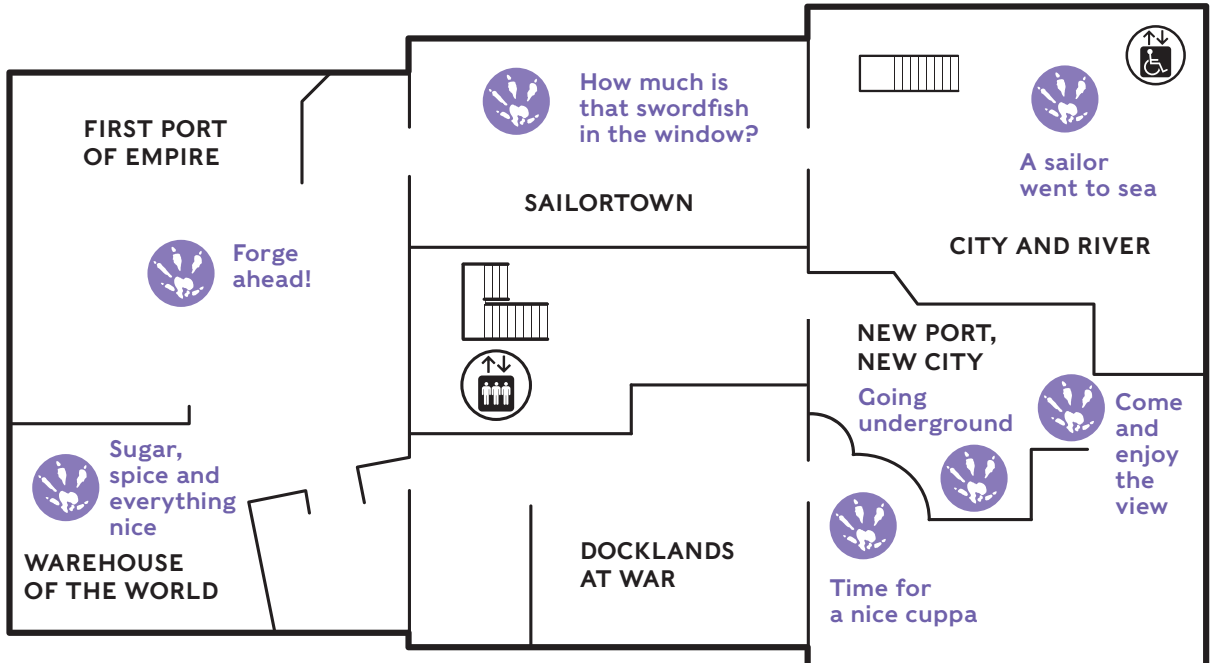 FIRST PORT
OF EMPIRE
Forge
ahead!
Sugar,
spice and
everything
nice
WAREHOUSE
OF THE WORLD
How much is
that swordfish
in the window?
SAILORTOWN
DOCKLANDS
AT WAR
A sailor
went to sea
CITY AND RIVER
NEW PORT,
NEW CITY
Going
underground
Come
and
enjoy
the
view
Time for
a nice cuppa